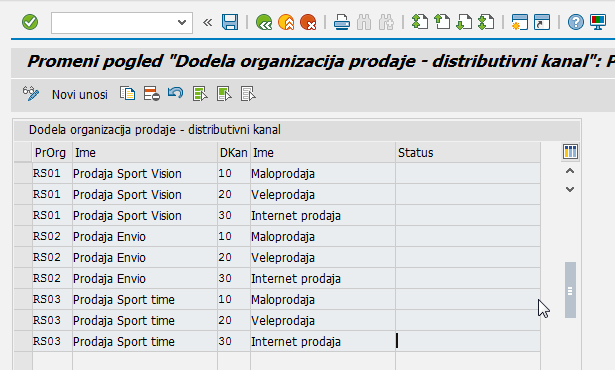 Promeni pogled "Dodela organizacija prodaje - distributivni kanal": P
Novi unosi
Dodela organizacija prodaje - distributivni kanal
PrOrg Ime DKan Ime Status
RS01 Prodaja Sport Vision 10 Maloprodaja
RS01 Prodaja Sport Vision 20 Veleprodaja
RS01 Prodaja Sport Vision 30 Internet prodaja
RS02 Prodaja Envio 10 Maloprodaja
RS02 Prodaja Envio 20 Veleprodaja
RS02 Prodaja Envio 30 Internet prodaja
RS03 Prodaja Sport time 10 Maloprodaja
RS03 Prodaja Sport time 20 Veleprodaja
RS03 Prodaja Sport time 30 Internet prodaja